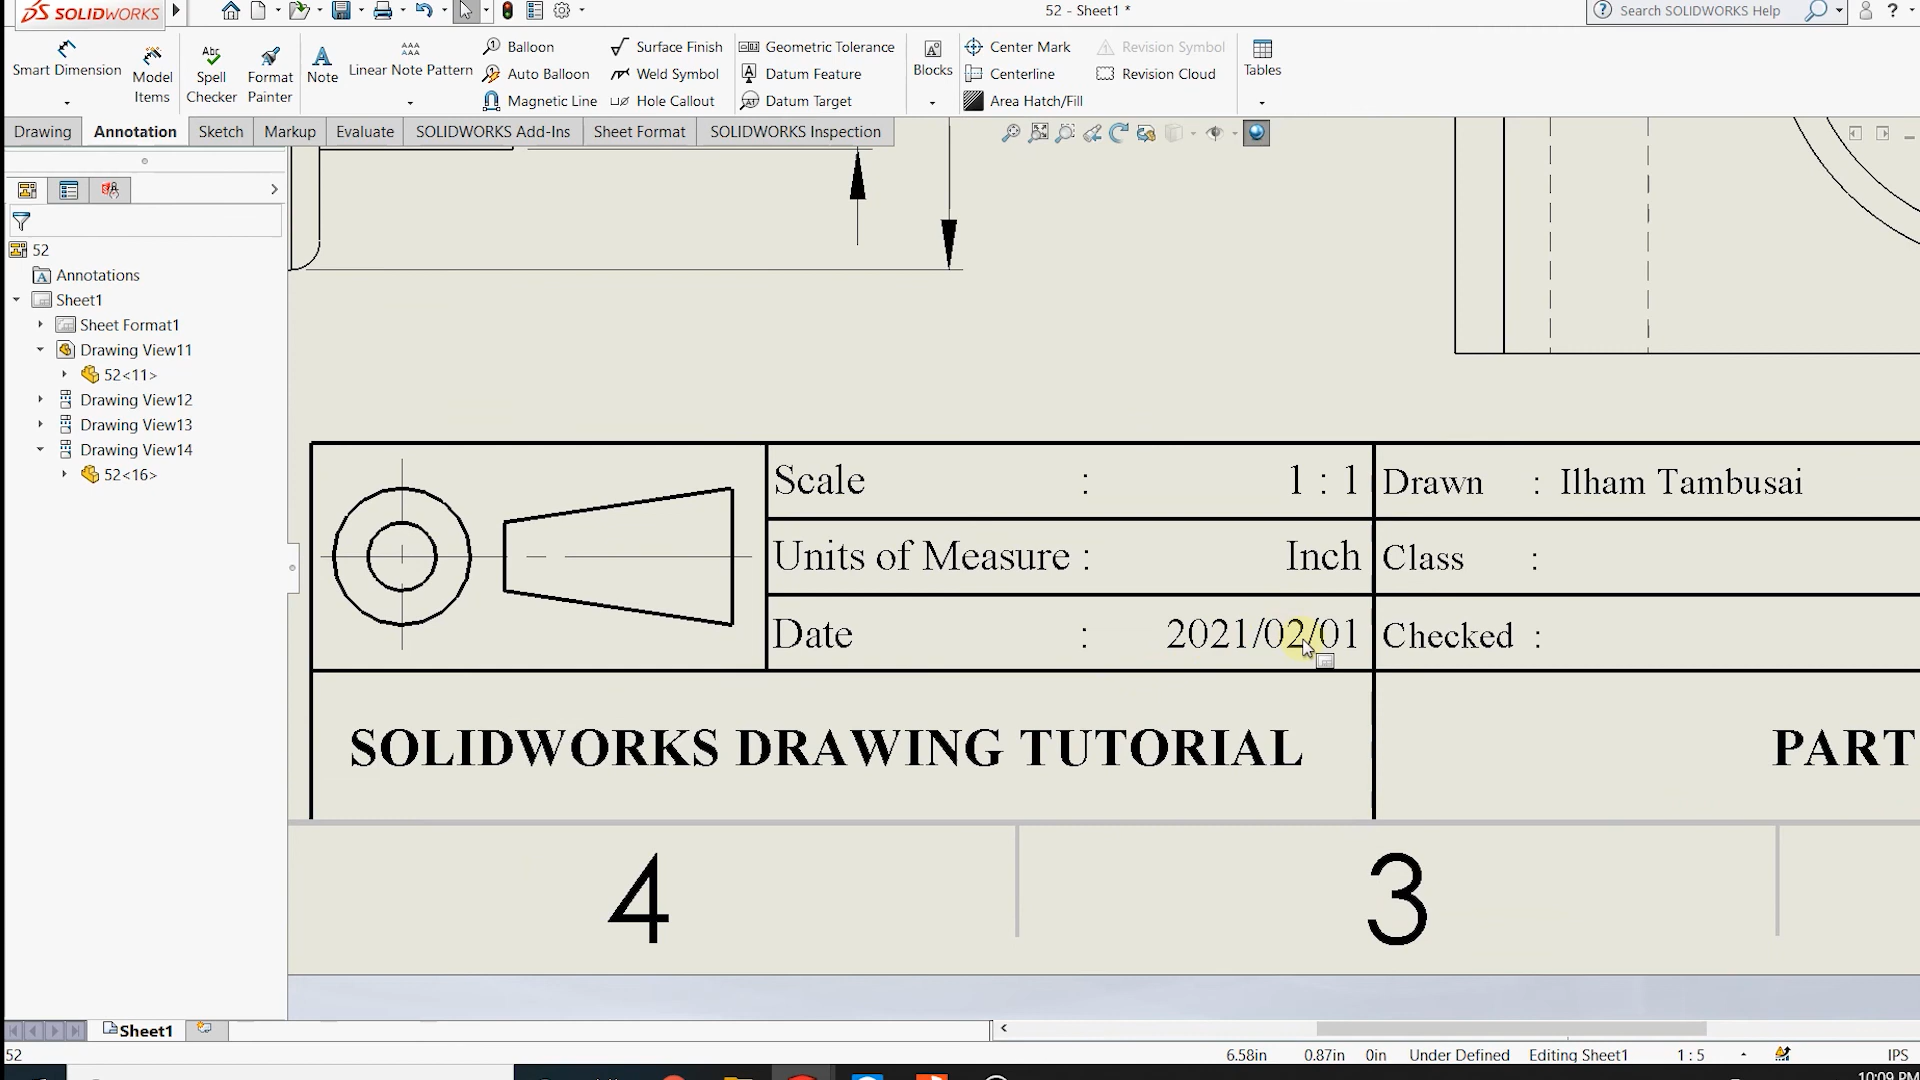 SOLIDWORKS
52 - Sheet1 *
Search SOLIDWORKS Help
?
Smart Dimension
Model Items
Abc
Spell Checker
Format Painter
Note
Linear Note Pattern
Balloon
Auto Balloon
Magnetic Line
Surface Finish
Weld Symbol
Hole Callout
Geometric Tolerance
Datum Feature
Datum Target
Blocks
Center Mark
Centerline
Area Hatch/Fill
Revision Symbol
Revision Cloud
Tables
Drawing
Annotation
Sketch
Markup
Evaluate
SOLIDWORKS Add-Ins
Sheet Format
SOLIDWORKS Inspection
52
Annotations
Sheet1
Sheet Format1
Drawing View11
52<11>
Drawing View12
Drawing View13
Drawing View14
52<16>
Scale : 1 : 1
Drawn : Ilham Tambusai
Units of Measure : Inch
Class :
Date : 2021/02/01
Checked :
SOLIDWORKS DRAWING TUTORIAL
PART
4
3
Sheet1
52
6.58in
0.87in
0in
Under Defined
Editing Sheet1
1 : 5
IPS
10:09 PM